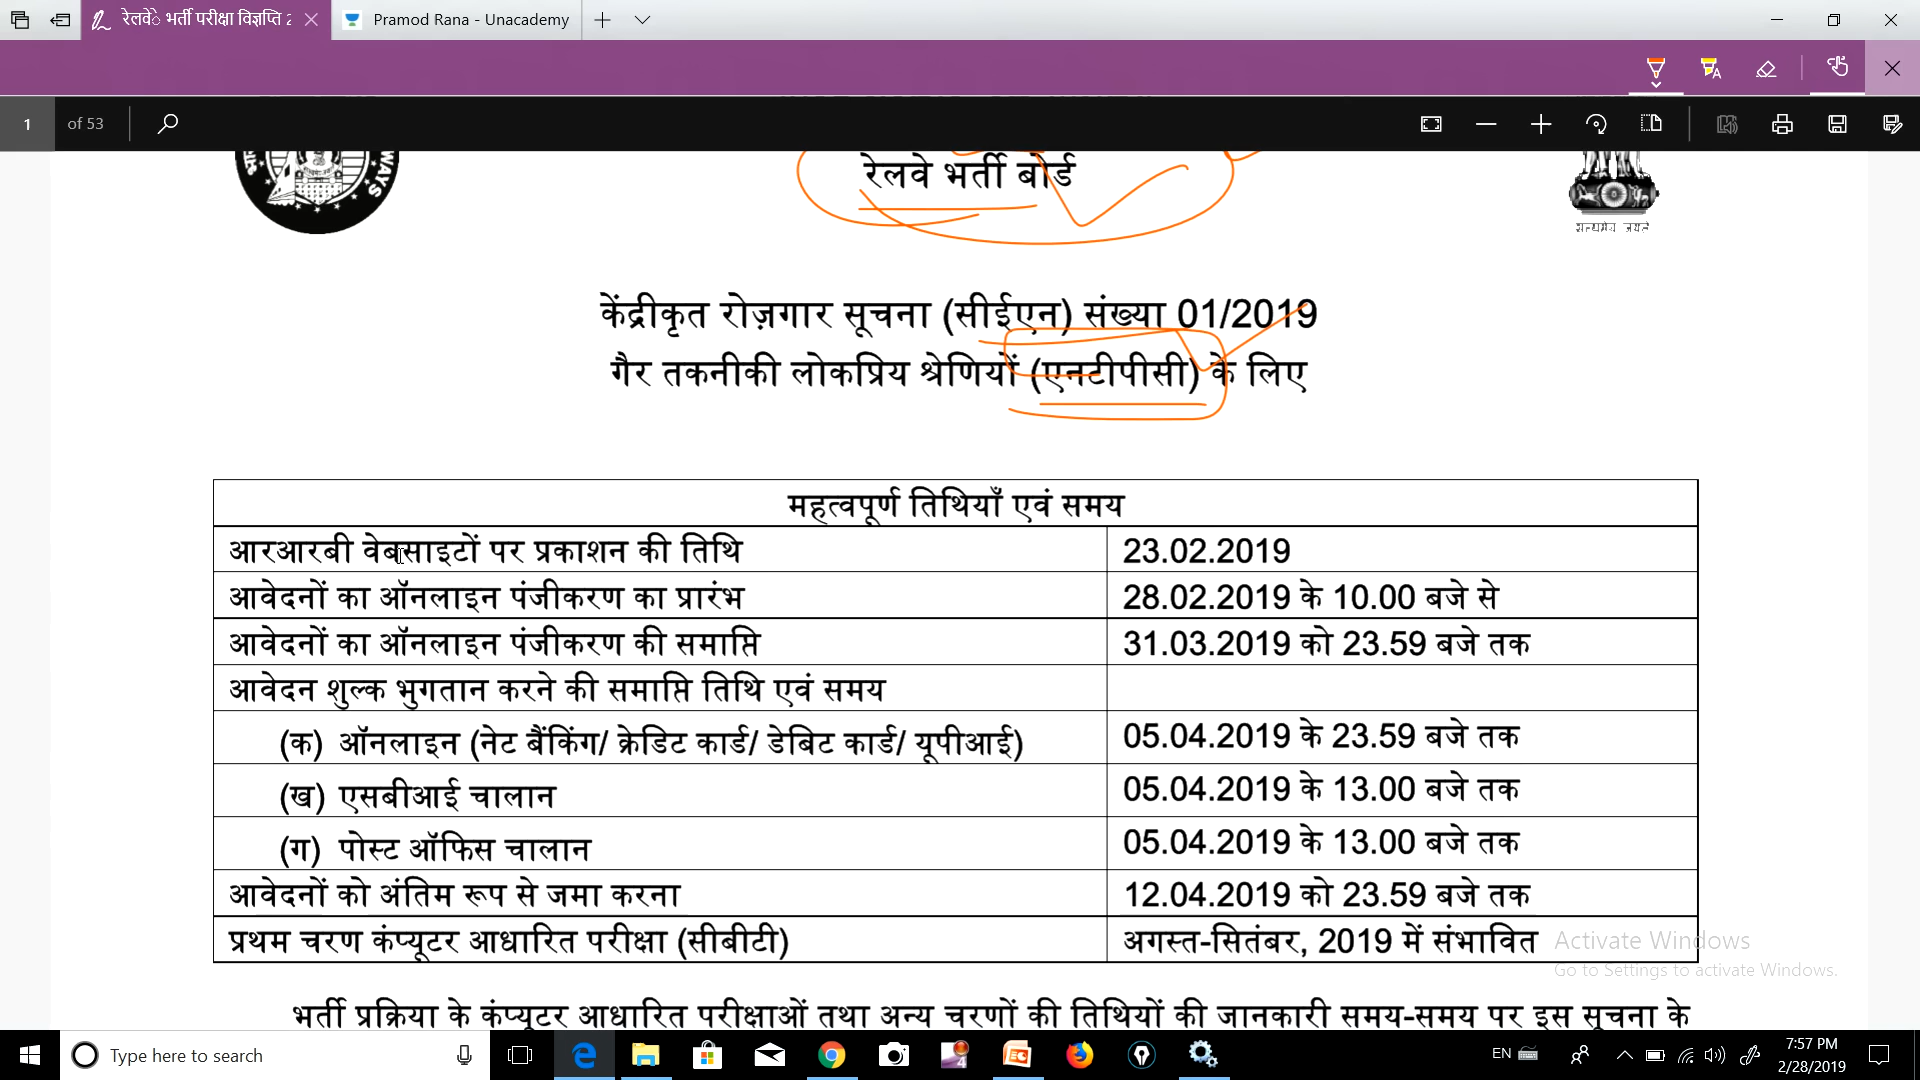 रेलवे भर्ती परीक्षा विज्ञप्ति 2
Pramod Rana - Unacademy
1 of 53
WAYS
रेलवे भर्ती बोर्ड
सत्यमेव जयते
केंद्रीकृत रोज़गार सूचना (सीईएन) संख्या 01/2019
गैर तकनीकी लोकप्रिय श्रेणियों (एनटीपीसी) के लिए
महत्वपूर्ण तिथियाँ एवं समय
आरआरबी वेबसाइटों पर प्रकाशन की तिथि 23.02.2019
आवेदनों का ऑनलाइन पंजीकरण का प्रारंभ 28.02.2019 के 10.00 बजे से
आवेदनों का ऑनलाइन पंजीकरण की समाप्ति 31.03.2019 को 23.59 बजे तक
आवेदन शुल्क भुगतान करने की समाप्ति तिथि एवं समय
(क) ऑनलाइन (नेट बैंकिंग/ क्रेडिट कार्ड/ डेबिट कार्ड/ यूपीआई) 05.04.2019 के 23.59 बजे तक
(ख) एसबीआई चालान 05.04.2019 के 13.00 बजे तक
(ग) पोस्ट ऑफिस चालान 05.04.2019 के 13.00 बजे तक
आवेदनों को अंतिम रूप से जमा करना 12.04.2019 को 23.59 बजे तक
प्रथम चरण कंप्यूटर आधारित परीक्षा (सीबीटी) अगस्त-सितंबर, 2019 में संभावित
Activate Windows
Go to Settings to activate Windows.
भर्ती प्रक्रिया के कंप्यूटर आधारित परीक्षाओं तथा अन्य चरणों की तिथियों की जानकारी समय-समय पर इस सूचना के
Type here to search
EN
7:57 PM
2/28/2019